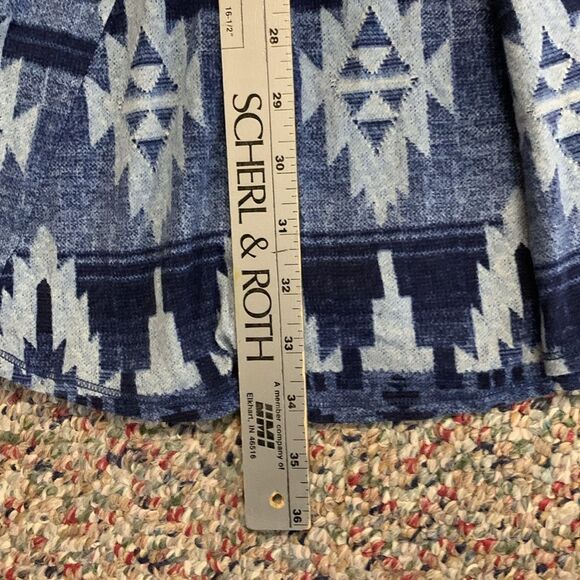 16-1/2"
28
29
30
31
32
33
34
35
36
SCHERL & ROTH
A member company of
UMI
Elkhart, IN 46516